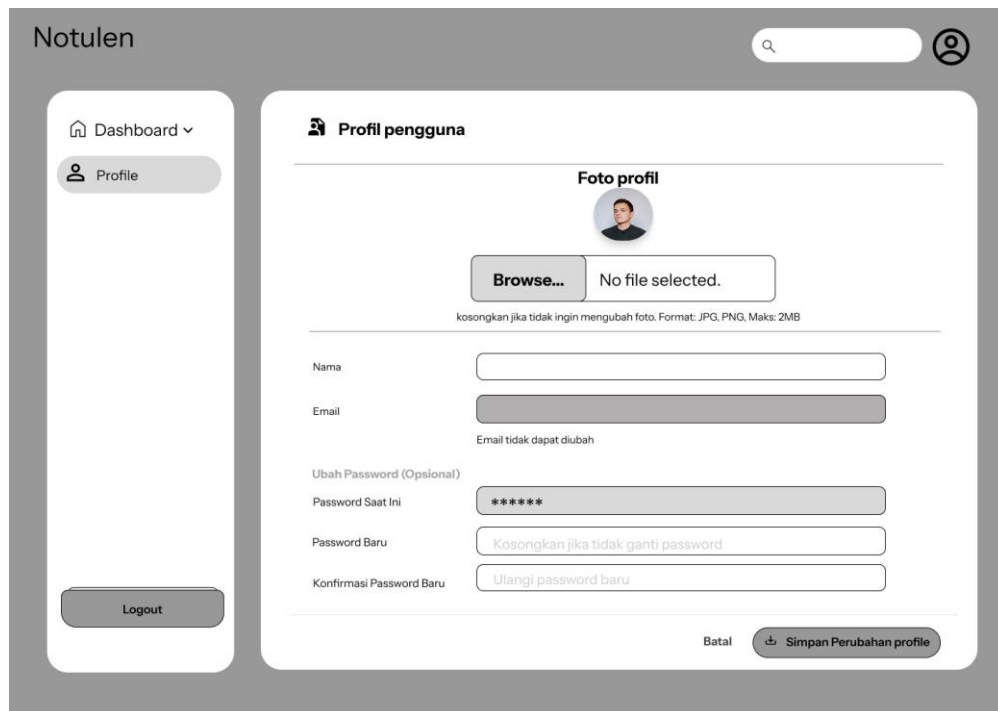 Notulen
Dashboard
Profile
Logout
Profil pengguna
Foto profil
Browse... No file selected.
kosongkan jika tidak ingin mengubah foto. Format: JPG, PNG, Maks: 2MB
Nama
Email
Email tidak dapat diubah
Ubah Password (Opsional)
Password Saat Ini ******
Password Baru Kosongkan jika tidak ganti password
Konfirmasi Password Baru Ulangi password baru
Batal Simpan Perubahan profile